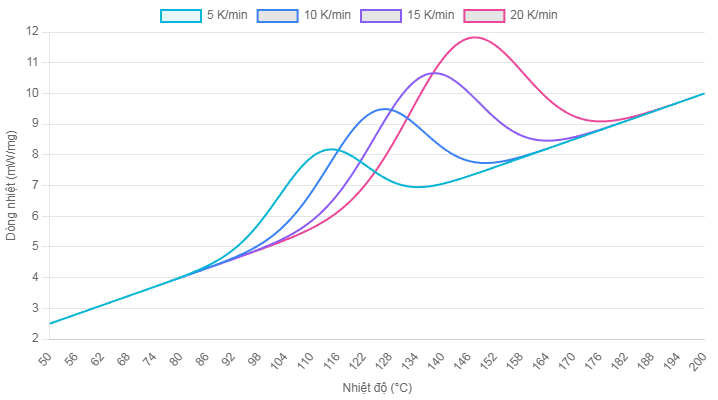 5 K/min 10 K/min 15 K/min 20 K/min
12
11
10
9
8
7
6
5
4
3
2
Dòng nhiệt (mW/mg)
50 56 62 68 74 80 86 92 98 104 110 116 122 128 134 140 146 152 158 164 170 176 182 188 194 200
Nhiệt độ (°C)